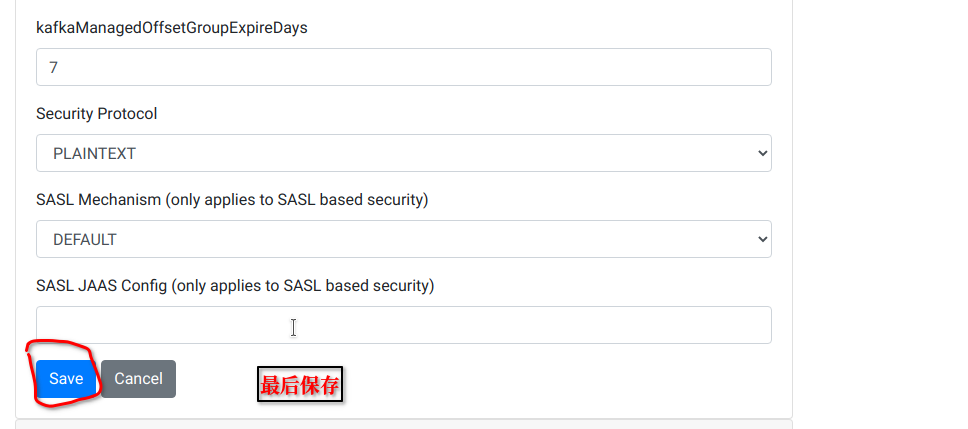 kafkaManagedOffsetGroupExpireDays
7
Security Protocol
PLAINTEXT
SASL Mechanism (only applies to SASL based security)
DEFAULT
SASL JAAS Config (only applies to SASL based security)
Save Cancel 最后保存